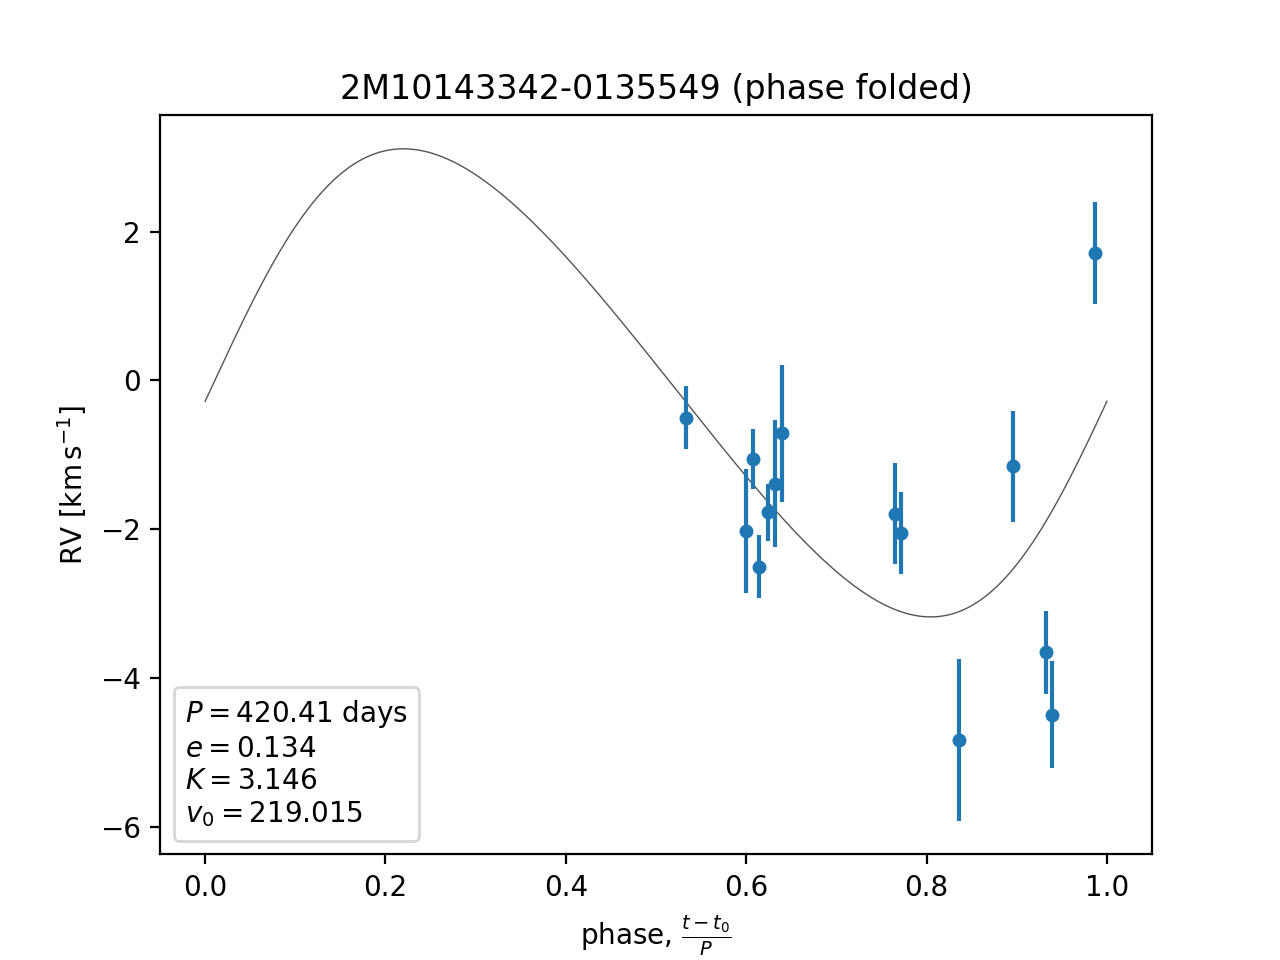 2M10143342-0135549 (phase folded)
RV [km s⁻¹]
2
0
−2
−4
−6
P = 420.41 days
e = 0.134
K = 3.146
v₀ = 219.015
0.0 0.2 0.4 0.6 0.8 1.0
phase, (t − t₀)/P